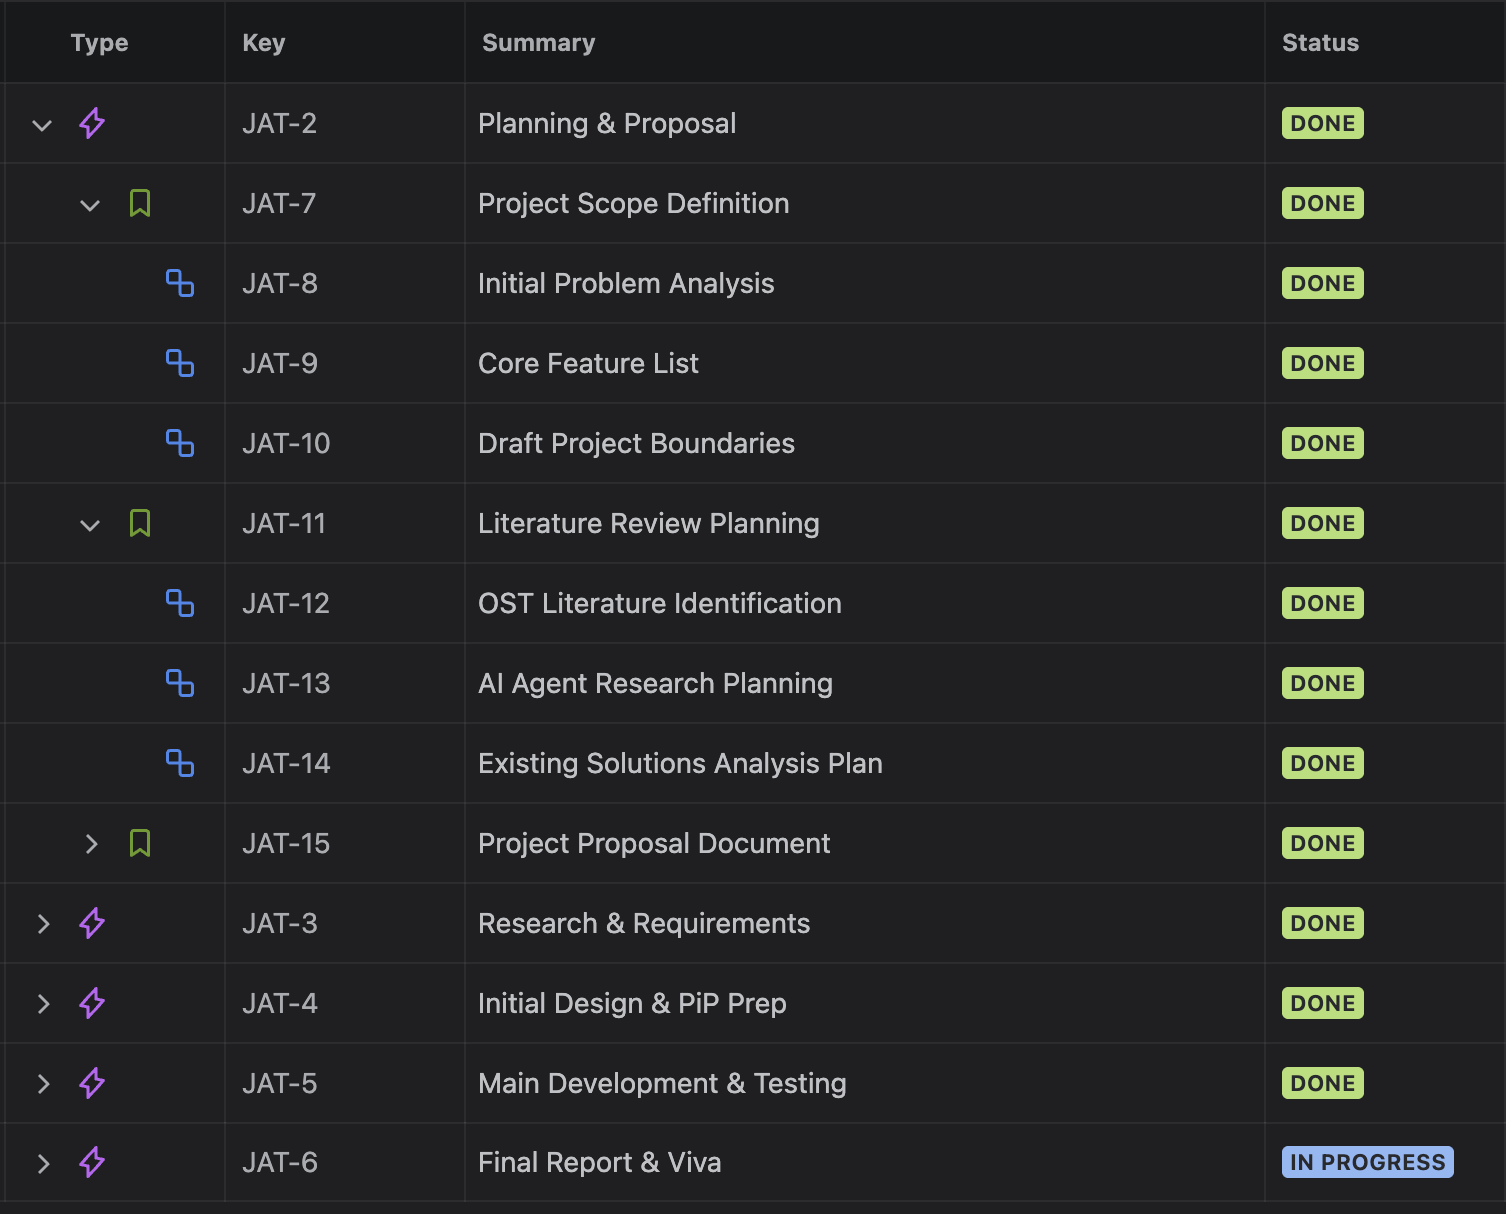 Type Key Summary Status
JAT-2 Planning & Proposal DONE
JAT-7 Project Scope Definition DONE
JAT-8 Initial Problem Analysis DONE
JAT-9 Core Feature List DONE
JAT-10 Draft Project Boundaries DONE
JAT-11 Literature Review Planning DONE
JAT-12 OST Literature Identification DONE
JAT-13 AI Agent Research Planning DONE
JAT-14 Existing Solutions Analysis Plan DONE
JAT-15 Project Proposal Document DONE
JAT-3 Research & Requirements DONE
JAT-4 Initial Design & PiP Prep DONE
JAT-5 Main Development & Testing DONE
JAT-6 Final Report & Viva IN PROGRESS